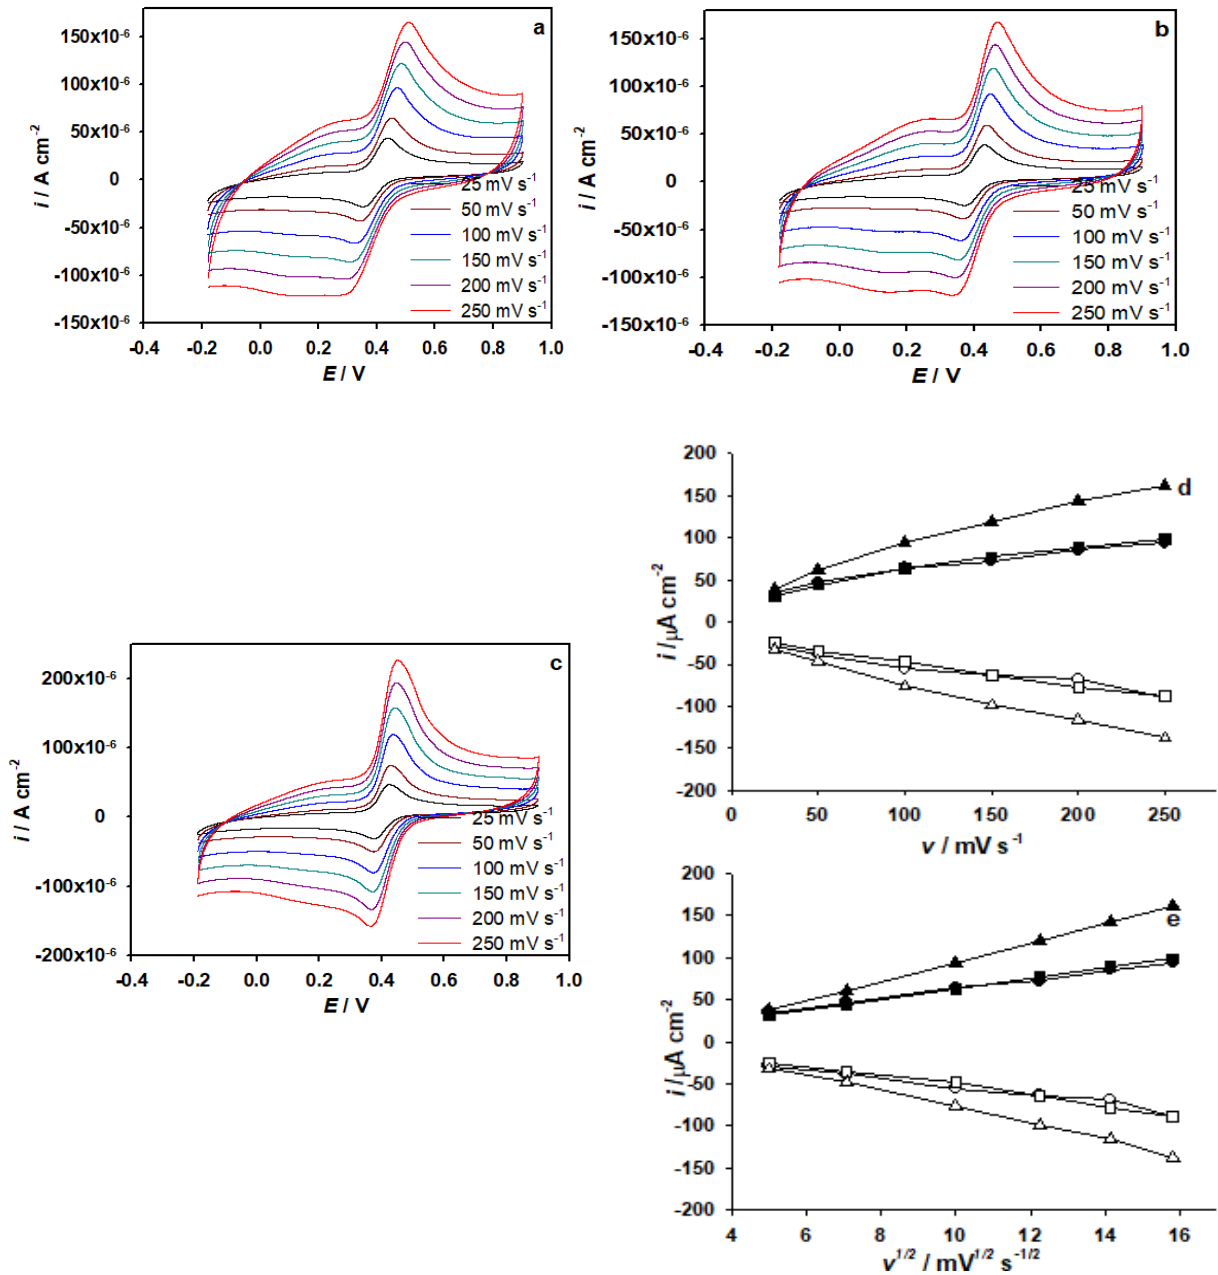 a
150x10-6
100x10-6
50x10-6
0
-50x10-6
-100x10-6
-150x10-6
i / A cm-2
25 mV s-1
50 mV s-1
100 mV s-1
150 mV s-1
200 mV s-1
250 mV s-1
-0.4 -0.2 0.0 0.2 0.4 0.6 0.8 1.0
E / V
b
150x10-6
100x10-6
50x10-6
0
-50x10-6
-100x10-6
-150x10-6
i / A cm-2
25 mV s-1
50 mV s-1
100 mV s-1
150 mV s-1
200 mV s-1
250 mV s-1
-0.4 -0.2 0.0 0.2 0.4 0.6 0.8 1.0
E / V
c
200x10-6
100x10-6
0
-100x10-6
-200x10-6
i / A cm-2
25 mV s-1
50 mV s-1
100 mV s-1
150 mV s-1
200 mV s-1
250 mV s-1
-0.4 -0.2 0.0 0.2 0.4 0.6 0.8 1.0
E / V
d
200
150
100
50
0
-50
-100
-150
-200
i /µA cm-2
0 50 100 150 200 250
v / mV s-1
e
200
150
100
50
0
-50
-100
-150
-200
i /µA cm-2
4 6 8 10 12 14 16
v1/2 / mV1/2 s-1/2